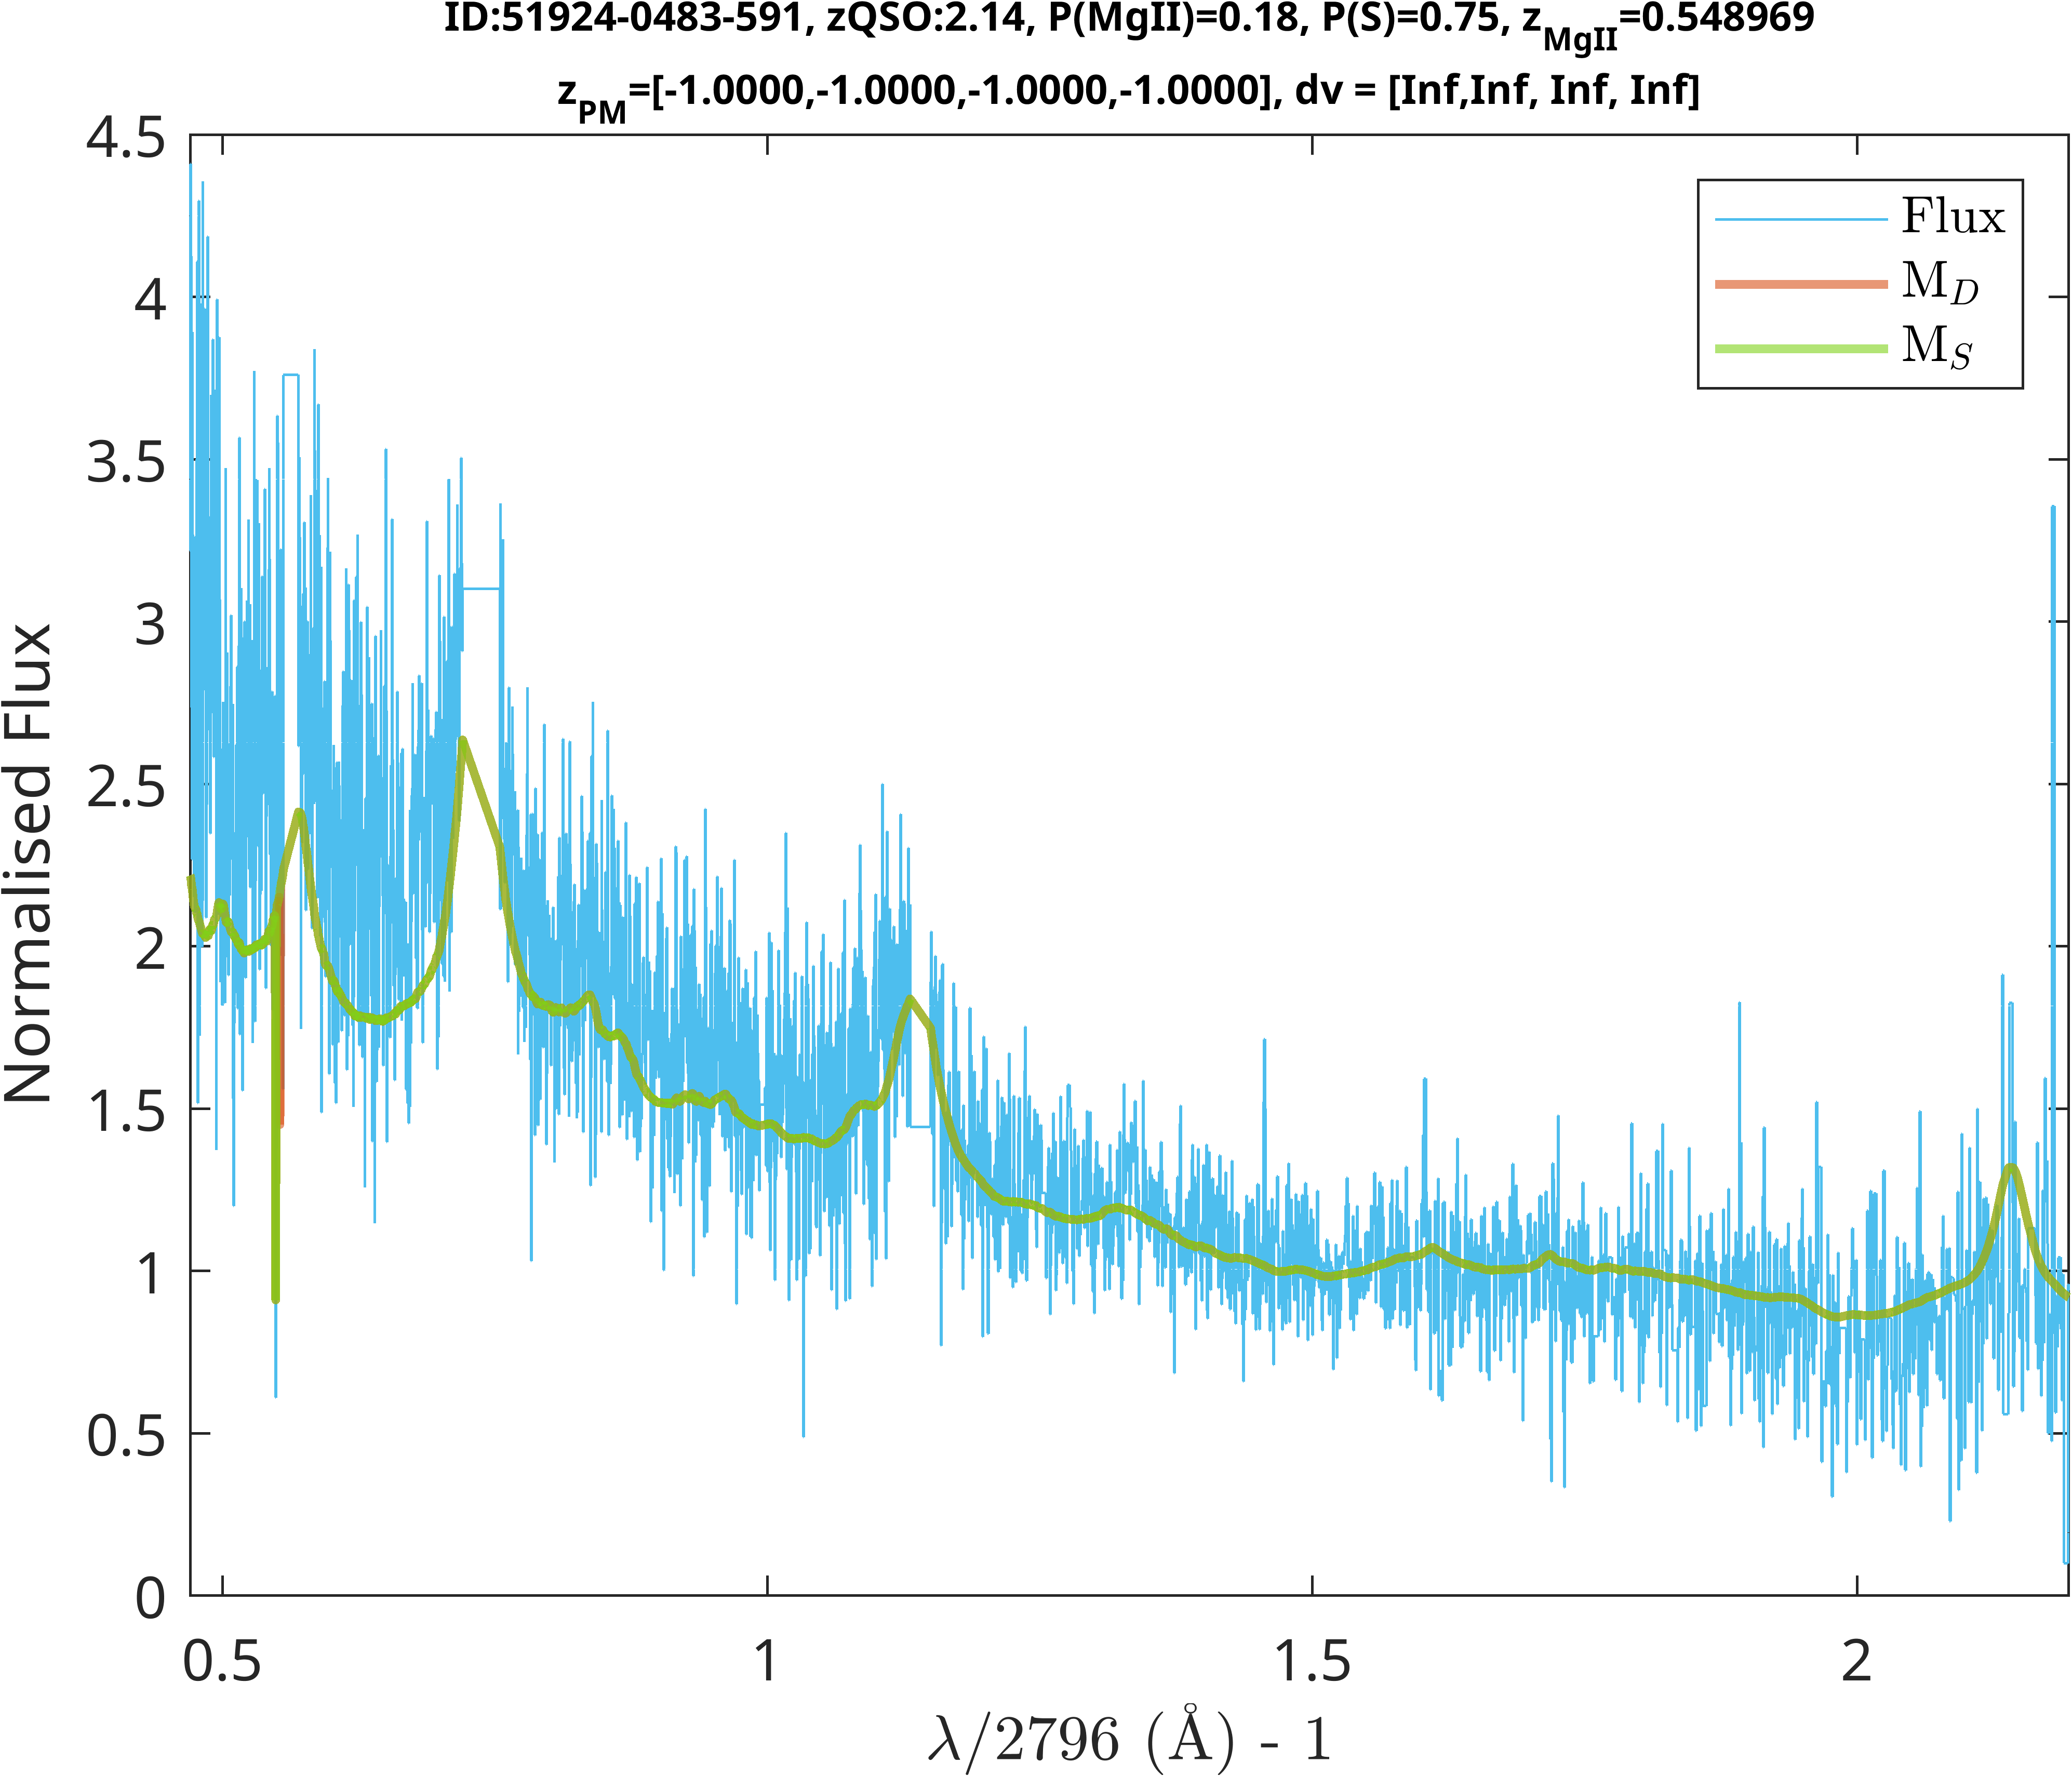 ID:51924-0483-591, zQSO:2.14, P(MgII)=0.18, P(S)=0.75, zMgII=0.548969
zPM=[-1.0000,-1.0000,-1.0000,-1.0000], dv = [Inf,Inf, Inf, Inf]
4.5
4
3.5
3
2.5
2
1.5
1
0.5
0
Normalised Flux
Flux
MD
MS
0.5
1
1.5
2
λ/2796 (Å) - 1